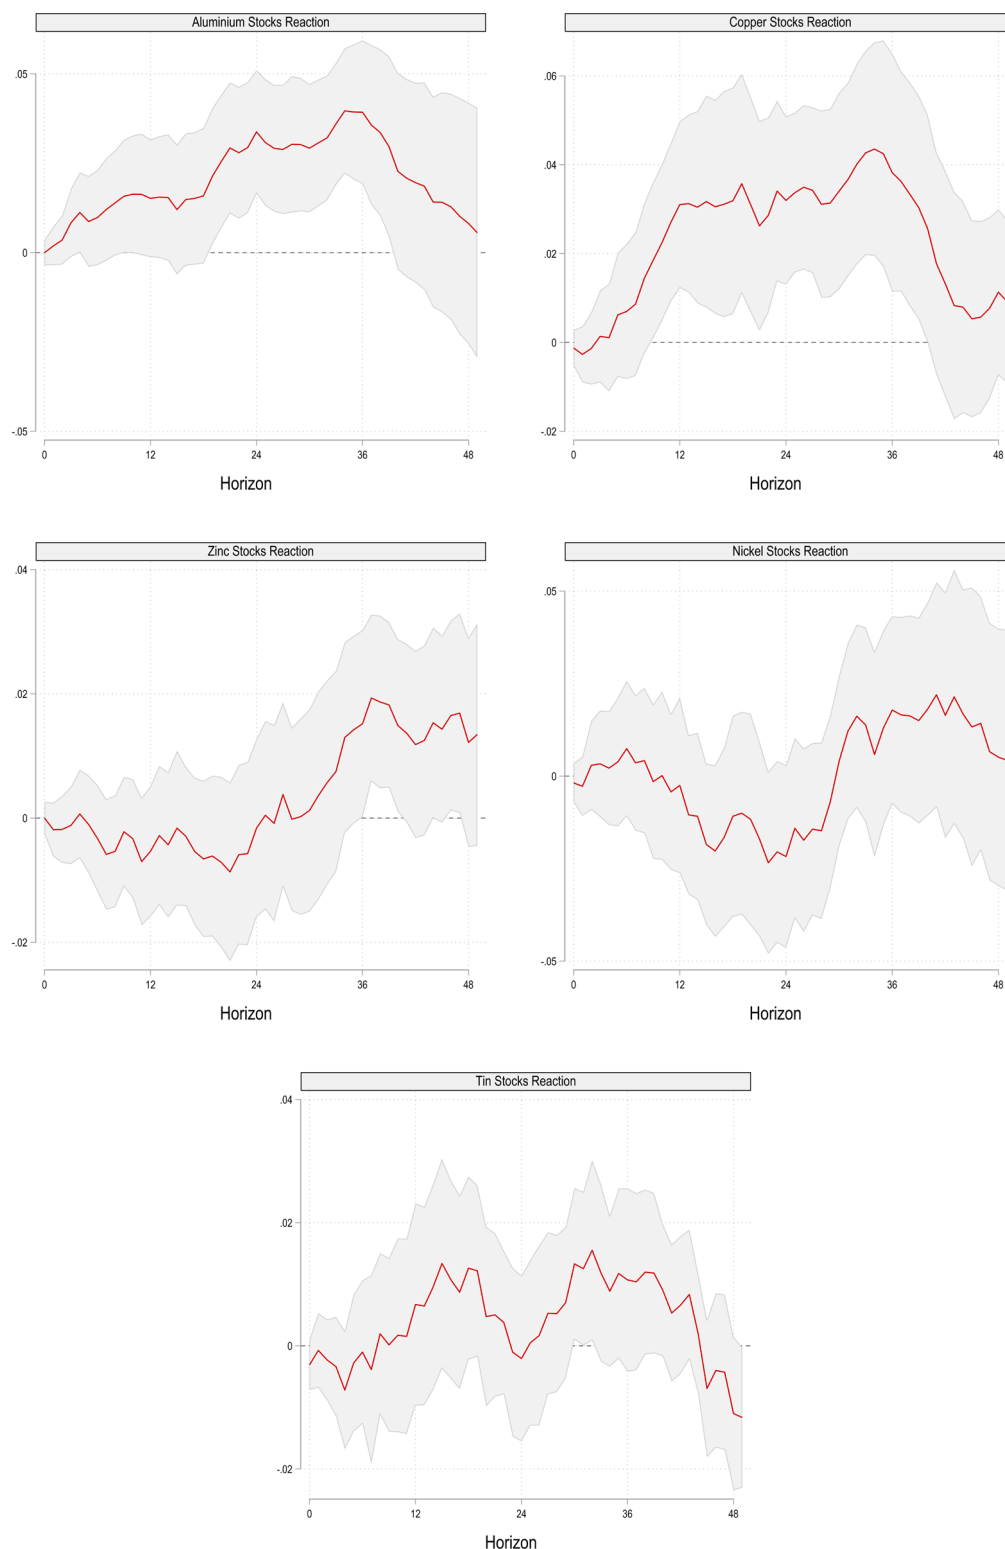 Aluminium Stocks Reaction
.05
0
-.05
0 12 24 36 48
Horizon
Copper Stocks Reaction
.06
.04
.02
0
-.02
0 12 24 36 48
Horizon
Zinc Stocks Reaction
.04
.02
0
-.02
0 12 24 36 48
Horizon
Nickel Stocks Reaction
.05
0
-.05
0 12 24 36 48
Horizon
Tin Stocks Reaction
.04
.02
0
-.02
0 12 24 36 48
Horizon